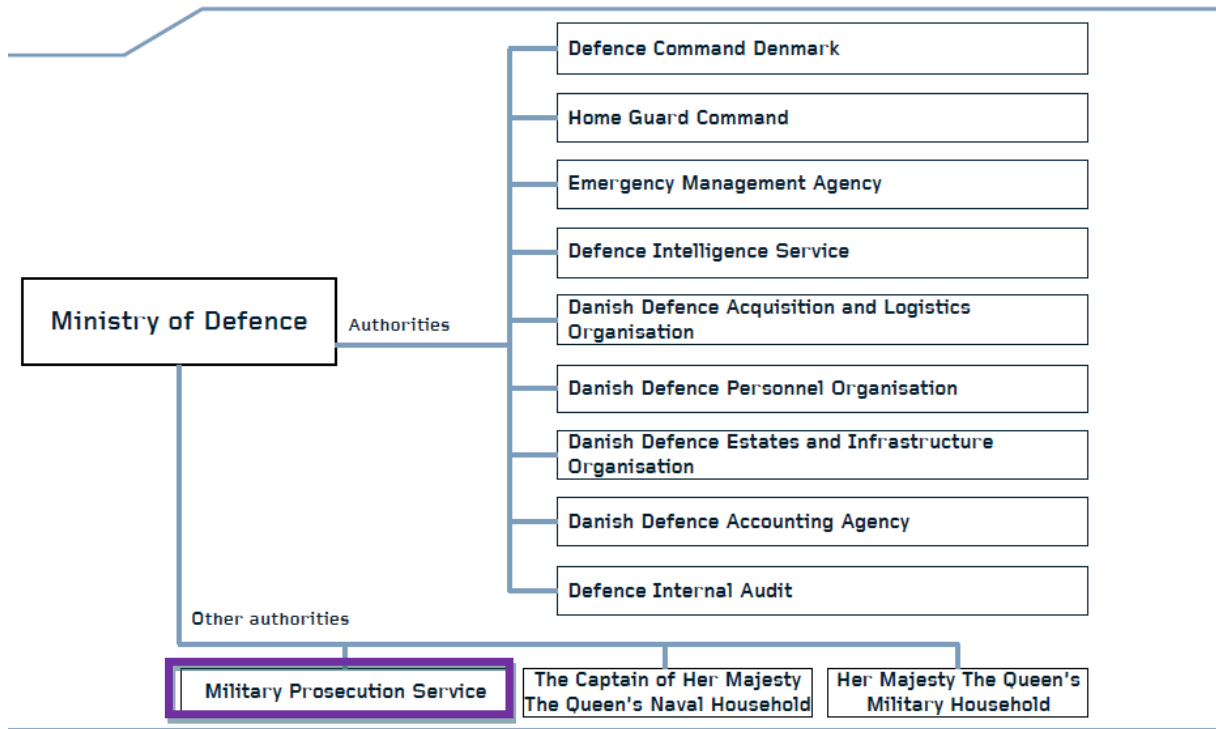 Defence Command Denmark
Home Guard Command
Emergency Management Agency
Defence Intelligence Service
Ministry of Defence
Authorities
Danish Defence Acquisition and Logistics
Organisation
Danish Defence Personnel Organisation
Danish Defence Estates and Infrastructure
Organisation
Danish Defence Accounting Agency
Defence Internal Audit
Other authorities
Military Prosecution Service
The Captain of Her Majesty
The Queen's Naval Household
Her Majesty The Queen's
Military Household